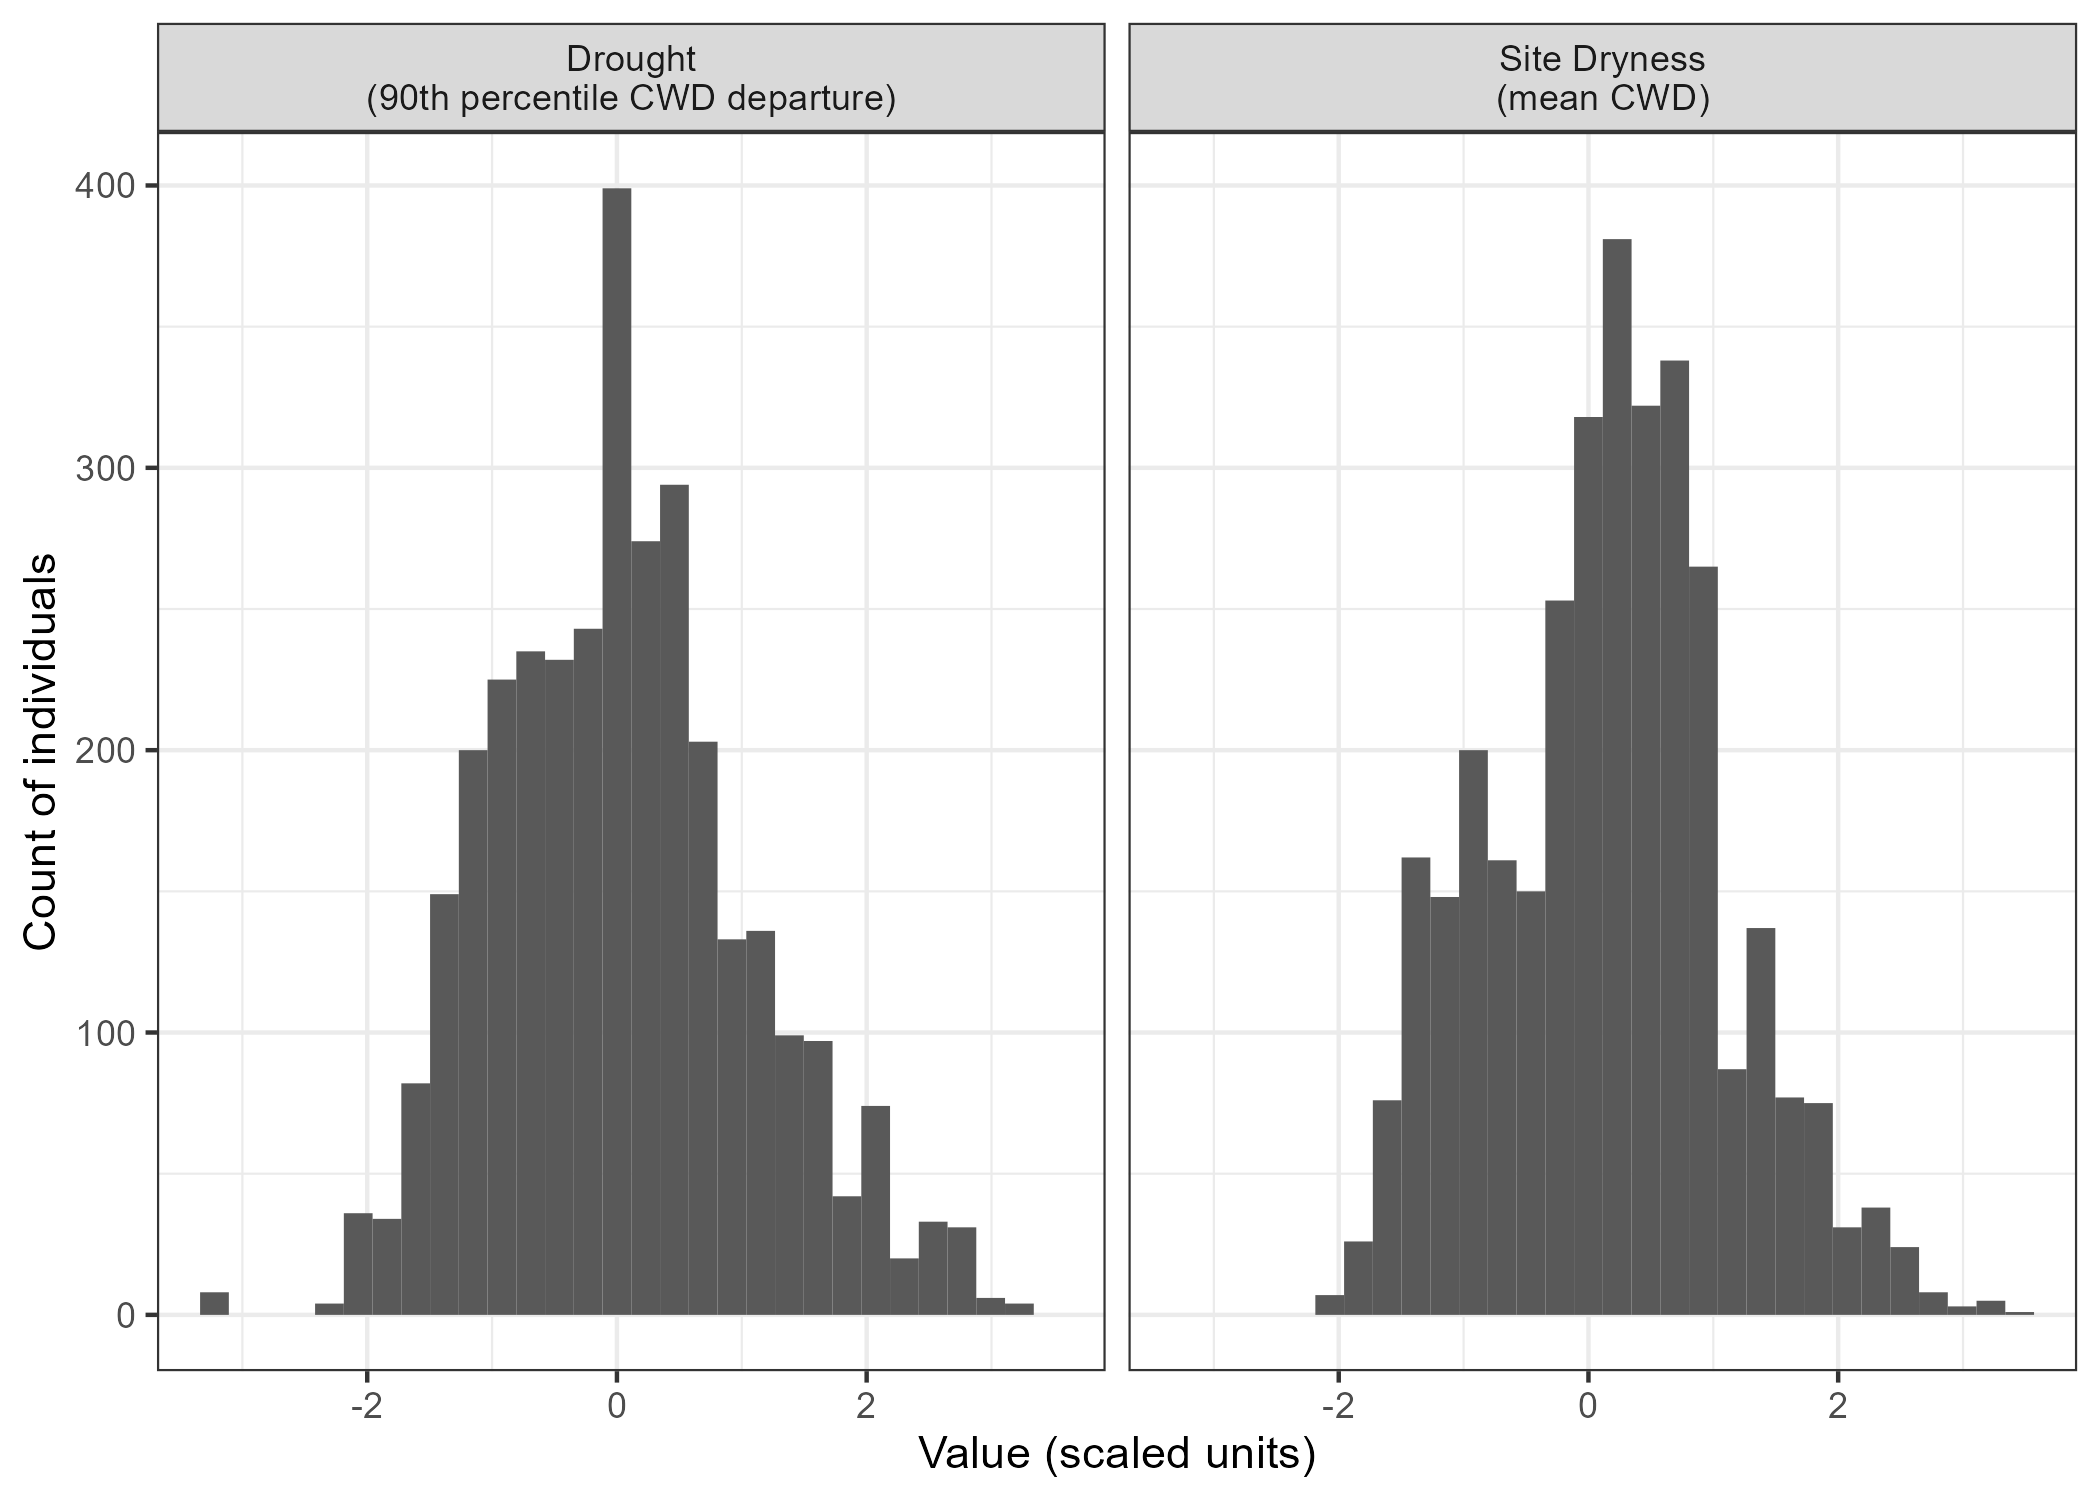 Drought
(90th percentile CWD departure)
Site Dryness
(mean CWD)
400
300
200
100
0
Count of individuals
-2 0 2
-2 0 2
Value (scaled units)